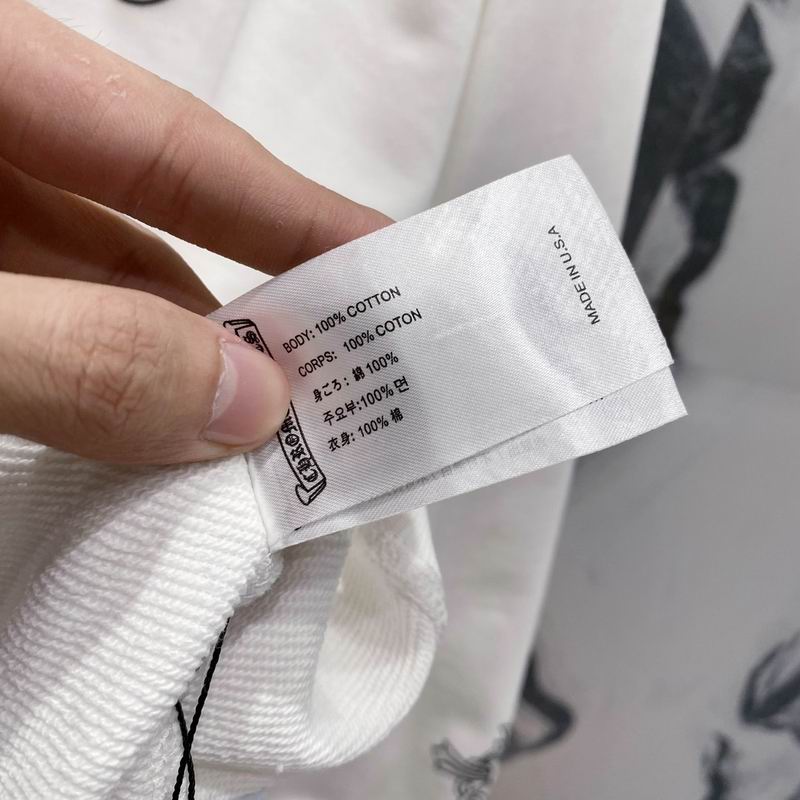 BODY: 100% COTTON
CORPS: 100% COTON
身ごろ: 綿 100%
주요부:100% 면
衣身: 100% 棉
MADE IN U.S.A